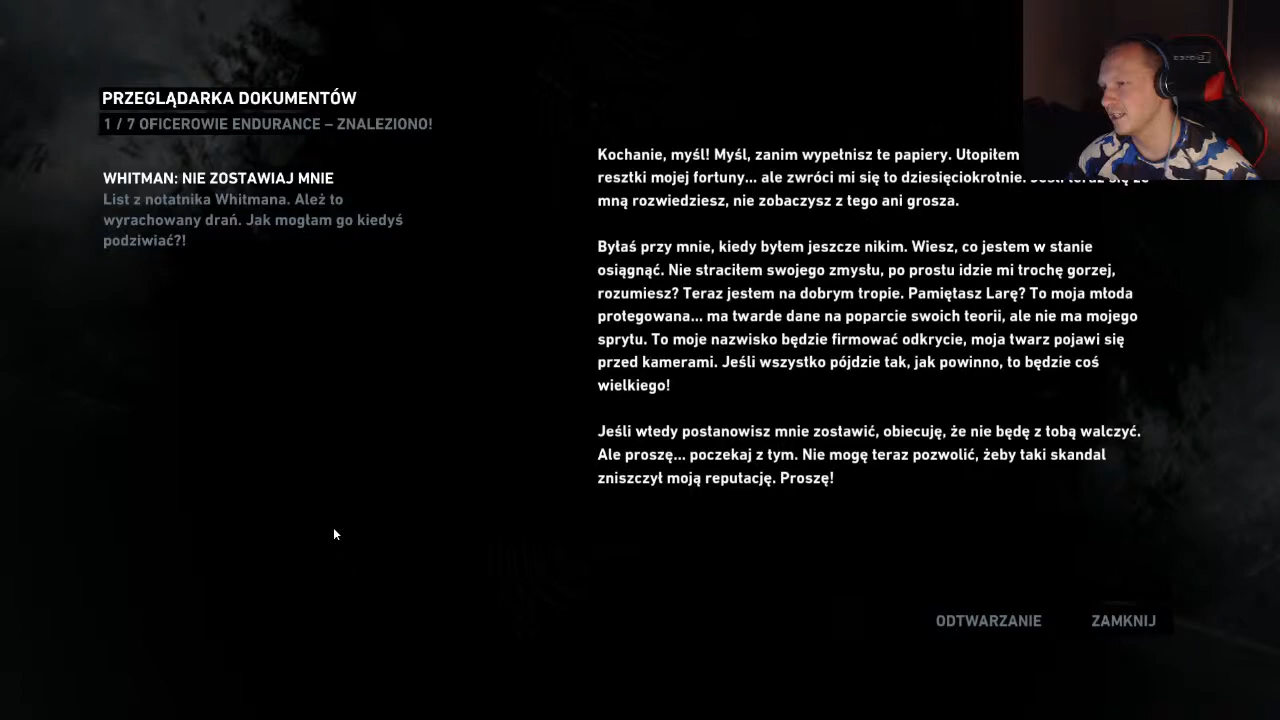 PRZEGLĄDARKA DOKUMENTÓW
1 / 7 OFICEROWIE ENDURANCE – ZNALEZIONO!
WHITMAN: NIE ZOSTAWIAJ MNIE
List z notatnika Whitmana. Ależ to
wyrachowany drań. Jak mogłam go kiedyś
podziwiać?!
Kochanie, myśl! Myśl, zanim wypełnisz te papiery. Utopiłem
resztki mojej fortuny... ale zwróci mi się to dziesięciokrotnie. Jeśli teraz się ze
mną rozwiedziesz, nie zobaczysz z tego ani grosza.
Byłaś przy mnie, kiedy byłem jeszcze nikim. Wiesz, co jestem w stanie
osiągnąć. Nie straciłem swojego zmysłu, po prostu idzie mi trochę gorzej,
rozumiesz? Teraz jestem na dobrym tropie. Pamiętasz Larę? To moja młoda
protegowana... ma twarde dane na poparcie swoich teorii, ale nie ma mojego
sprytu. To moje nazwisko będzie firmować odkrycie, moja twarz pojawi się
przed kamerami. Jeśli wszystko pójdzie tak, jak powinno, to będzie coś
wielkiego!
Jeśli wtedy postanowisz mnie zostawić, obiecuję, że nie będę z tobą walczyć.
Ale proszę... poczekaj z tym. Nie mogę teraz pozwolić, żeby taki skandal
zniszczył moją reputację. Proszę!
ODTWARZANIE
ZAMKNIJ